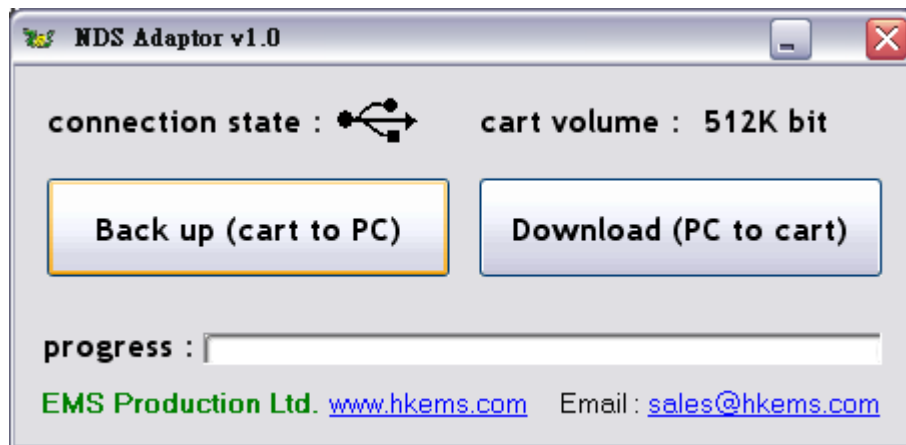 NDS Adaptor v1.0
connection state : cart volume : 512K bit
Back up (cart to PC) Download (PC to cart)
progress :
EMS Production Ltd. www.hkems.com Email : sales@hkems.com